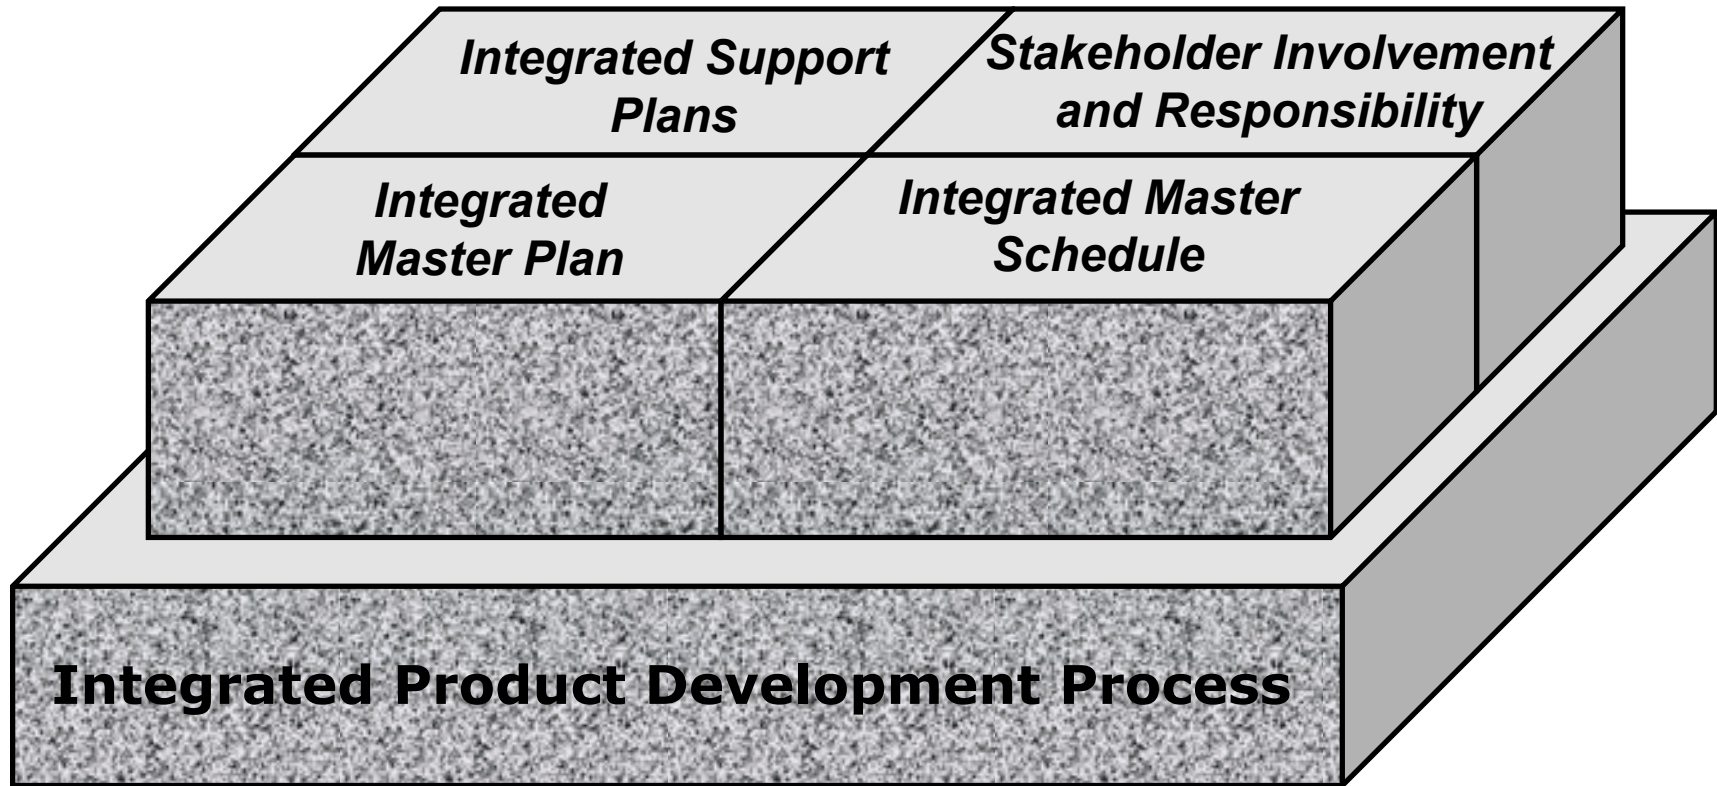 Integrated Support
Plans
Stakeholder Involvement
and Responsibility
Integrated
Master Plan
Integrated Master
Schedule
Integrated Product Development Process